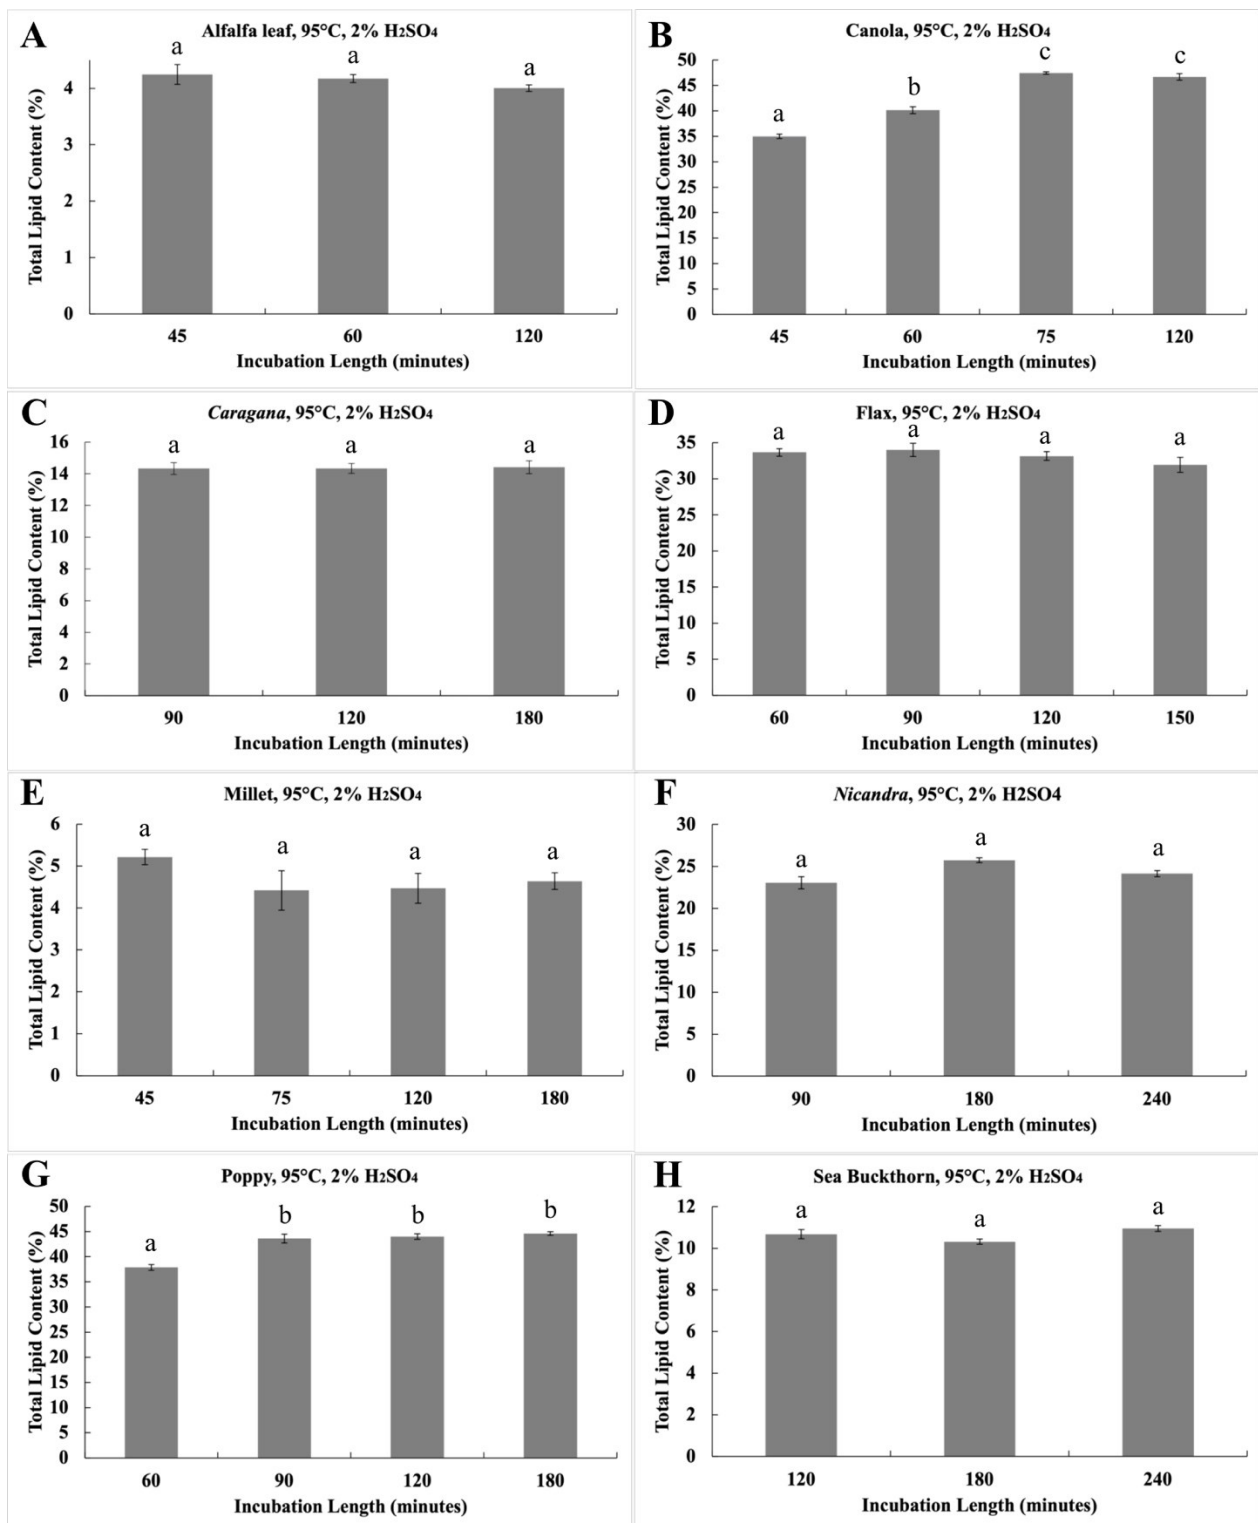 A
Alfalfa leaf, 95°C, 2% H₂SO₄
a a a
Total Lipid Content (%)
4
3
2
1
0
45 60 120
Incubation Length (minutes)
B
Canola, 95°C, 2% H₂SO₄
a b c c
Total Lipid Content (%)
50
45
40
35
30
25
20
15
10
5
0
45 60 75 120
Incubation Length (minutes)
C
Caragana, 95°C, 2% H₂SO₄
a a a
Total Lipid Content (%)
16
14
12
10
8
6
4
2
0
90 120 180
Incubation Length (minutes)
D
Flax, 95°C, 2% H₂SO₄
a a a a
Total Lipid Content (%)
35
30
25
20
15
10
5
0
60 90 120 150
Incubation Length (minutes)
E
Millet, 95°C, 2% H₂SO₄
a a a a
Total Lipid Content (%)
6
5
4
3
2
1
0
45 75 120 180
Incubation Length (minutes)
F
Nicandra, 95°C, 2% H2SO4
a a a
Total Lipid Content (%)
30
25
20
15
10
5
0
90 180 240
Incubation Length (minutes)
G
Poppy, 95°C, 2% H₂SO₄
a b b b
Total Lipid Content (%)
50
45
40
35
30
25
20
15
10
5
0
60 90 120 180
Incubation Length (minutes)
H
Sea Buckthorn, 95°C, 2% H₂SO₄
a a a
Total Lipid Content (%)
12
10
8
6
4
2
0
120 180 240
Incubation Length (minutes)